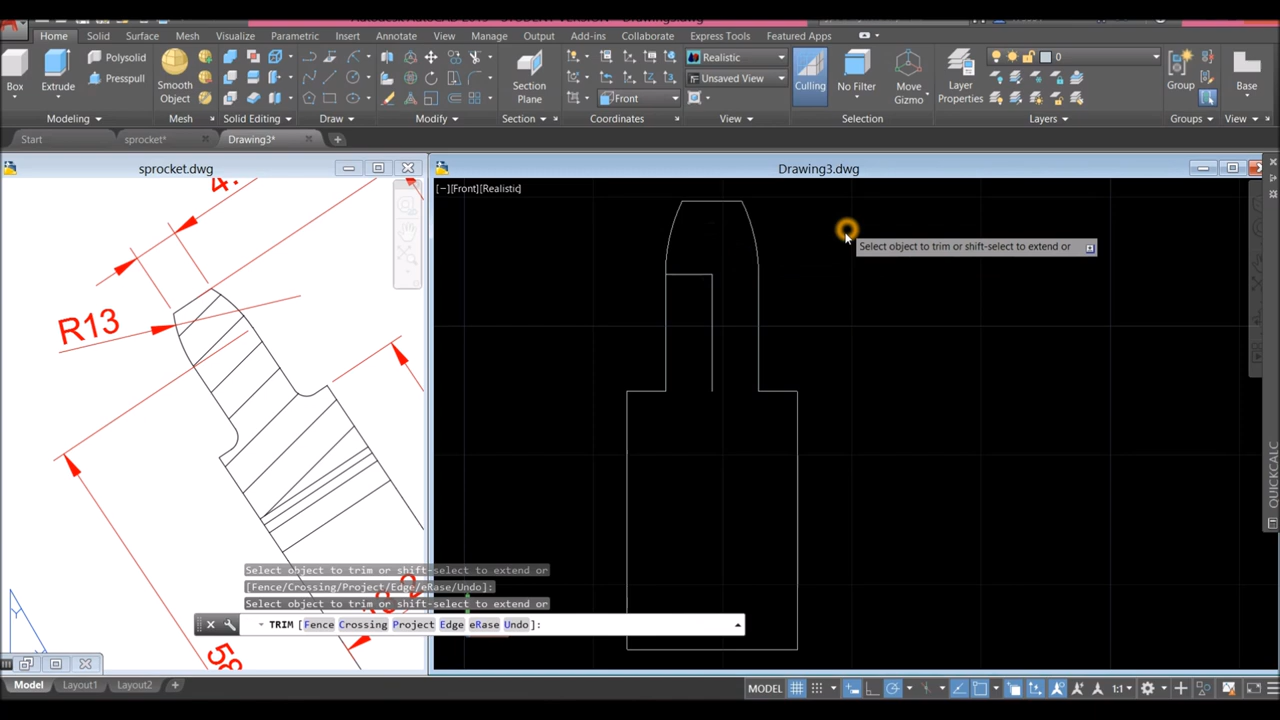 Home Solid Surface Mesh Visualize Parametric Insert Annotate View Manage Output Add-ins Collaborate Express Tools Featured Apps
Box
Extrude
Polysolid
Presspull
Smooth
Object
Section
Plane
Front
Realistic
Unsaved View
Culling
No Filter
Move
Gizmo
Layer
Properties
0
Group
Base
Modeling Mesh Solid Editing Draw Modify Section Coordinates View Selection Layers Groups View
Start sprocket* Drawing3*
sprocket.dwg
Drawing3.dwg
[−][Front][Realistic]
R13
Select object to trim or shift-select to extend or
QUICKCALC
Select object to trim or shift-select to extend or
[Fence/Crossing/Project/Edge/eRase/Undo]:
Select object to trim or shift-select to extend or
TRIM [Fence Crossing Project Edge eRase Undo]:
Model Layout1 Layout2
MODEL
1:1